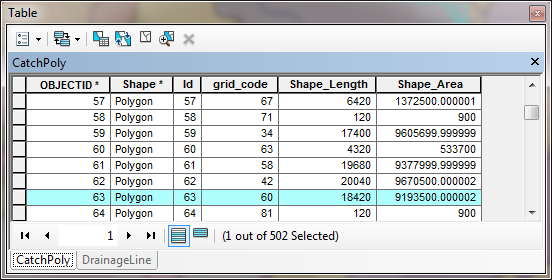 Table
CatchPoly
OBJECTID * Shape * Id grid_code Shape_Length Shape_Area
57 Polygon 57 67 6420 1372500.000001
58 Polygon 58 71 120 900
59 Polygon 59 34 17400 9605699.999999
60 Polygon 60 63 4320 533700
61 Polygon 61 58 19680 9377999.999998
62 Polygon 62 42 20040 9670500.000002
63 Polygon 63 60 18420 9193500.000002
64 Polygon 64 81 120 900
1 (1 out of 502 Selected)
CatchPoly DrainageLine